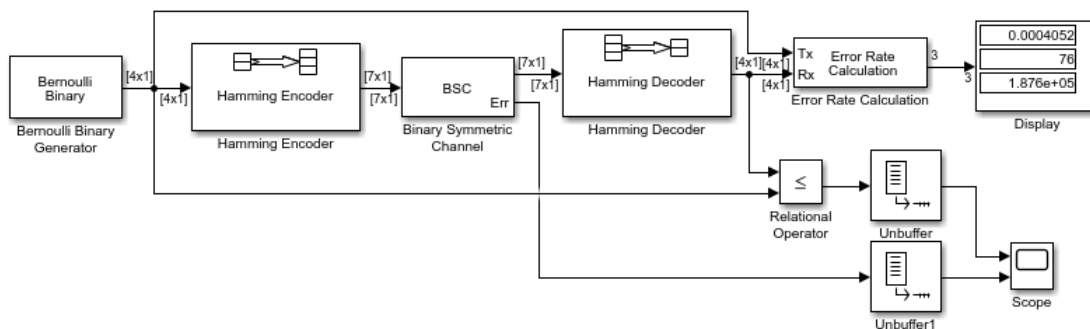 Bernoulli
Binary
Bernoulli Binary
Generator
[4x1]
[4x1]
Hamming Encoder
Hamming Encoder
[7x1]
[7x1]
BSC
Err
Binary Symmetric
Channel
[7x1]
[7x1]
Hamming Decoder
Hamming Decoder
[4x1]
[4x1]
[4x1]
Tx
Rx
Error Rate
Calculation
Error Rate Calculation
3
3
0.0004052
76
1.876e+05
Display
≤
Relational
Operator
Unbuffer
Unbuffer1
Scope